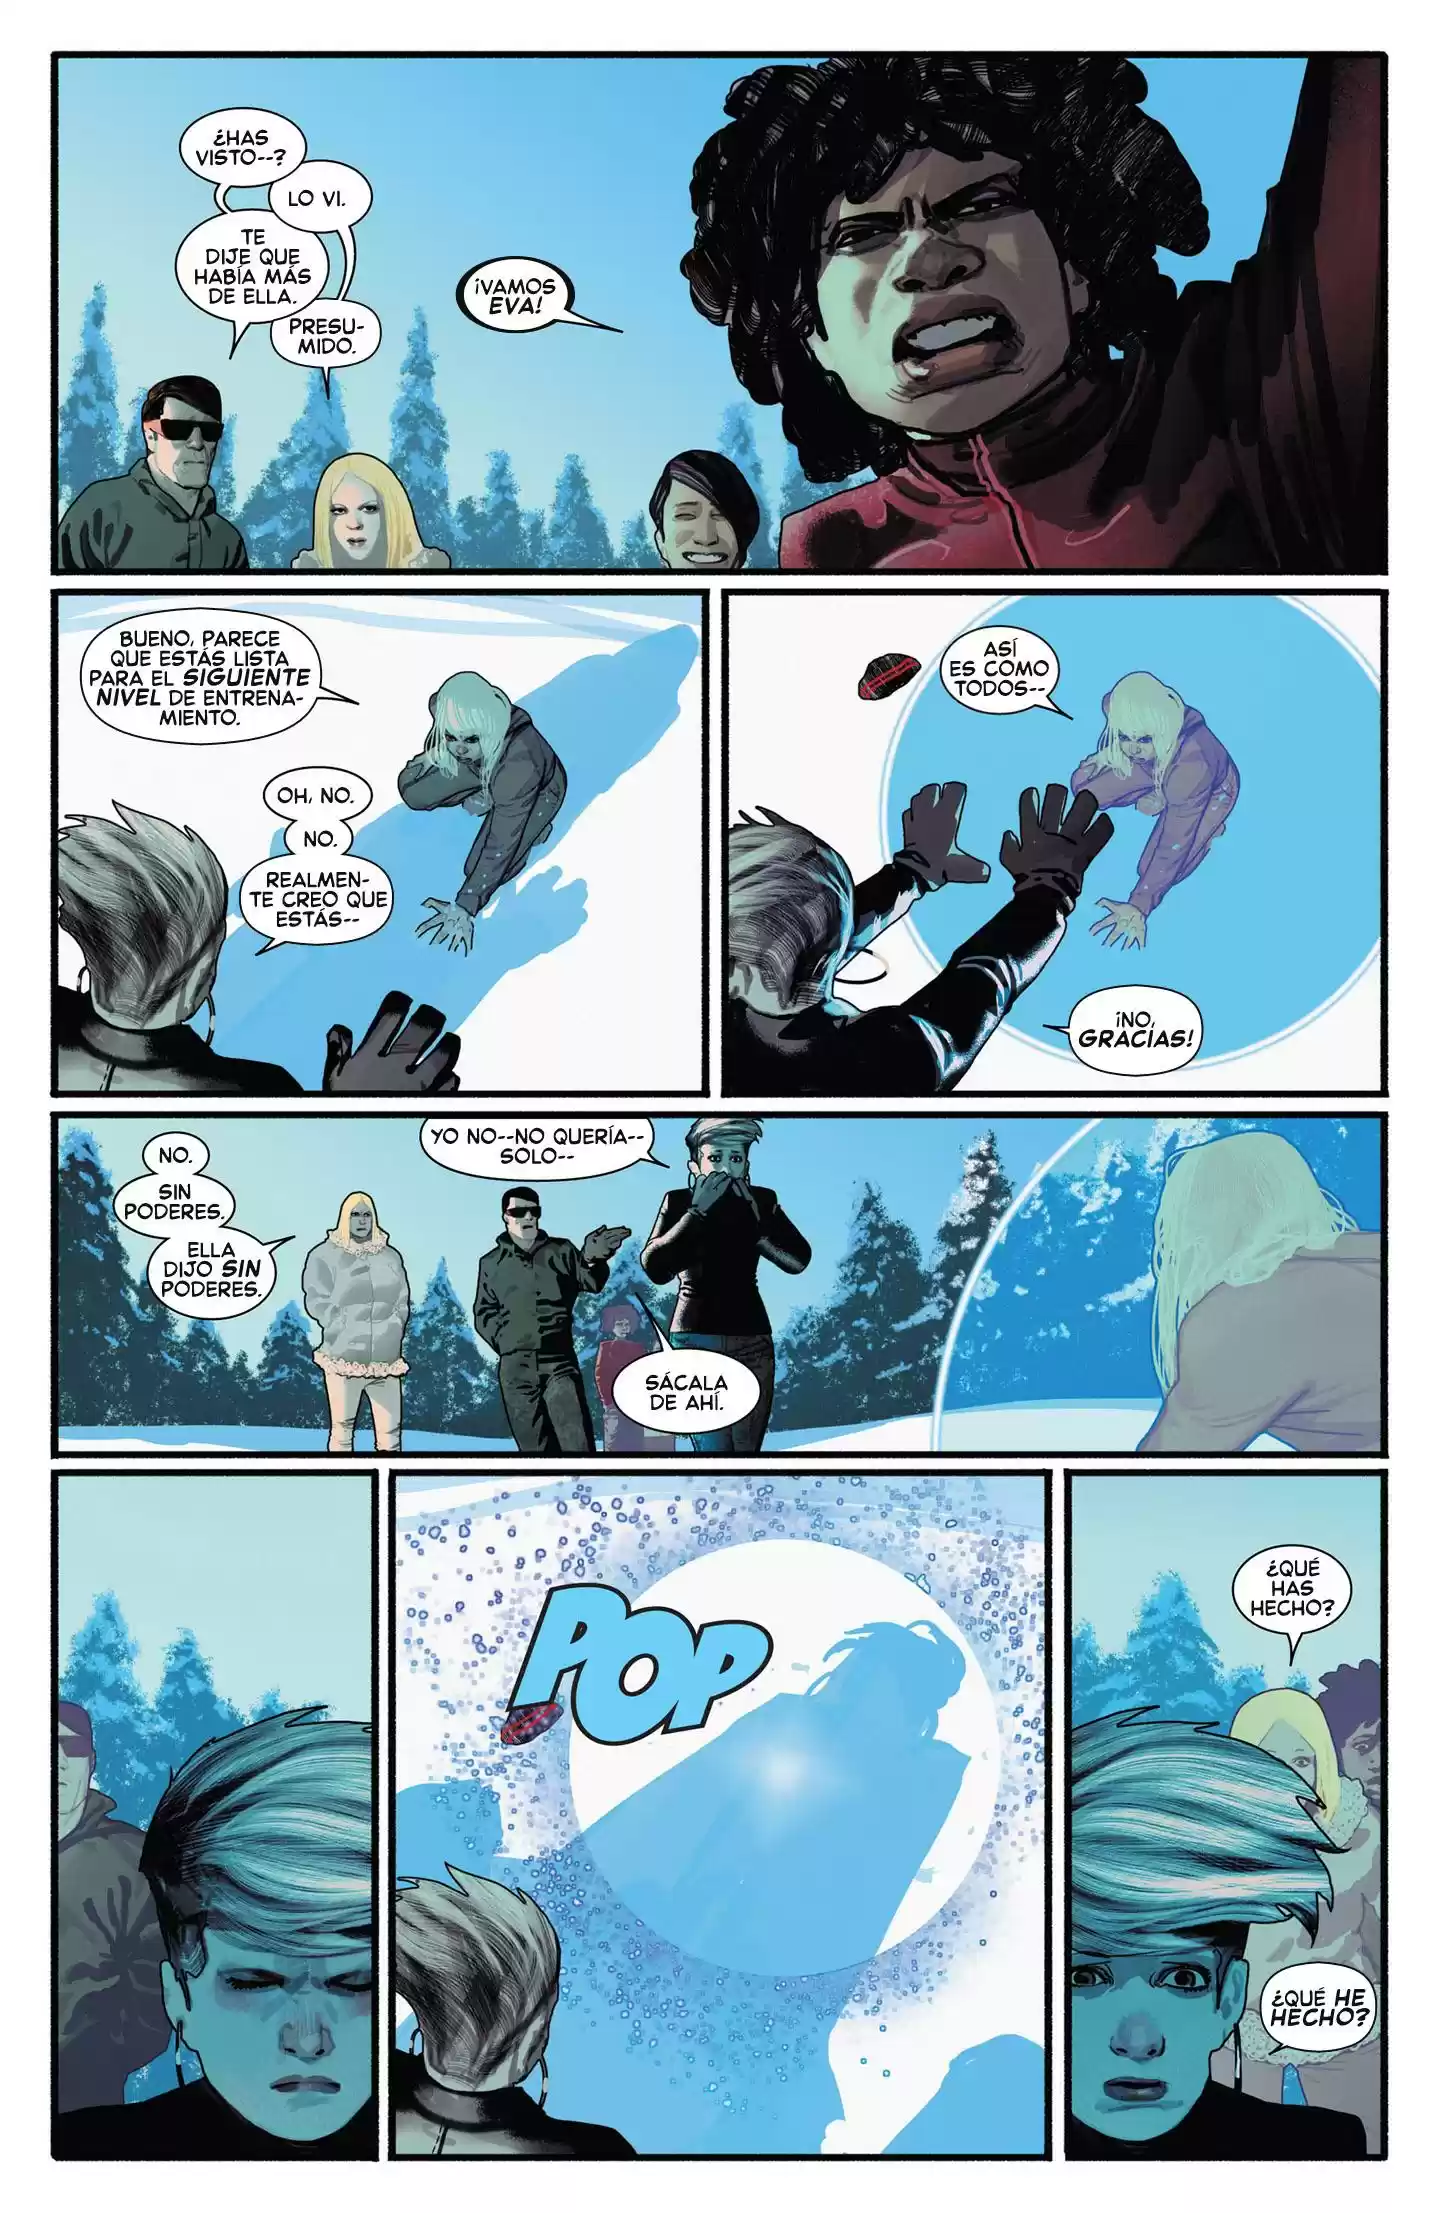 ¿HAS
VISTO--?
LO VI.
TE
DIJE QUE
HABÍA MÁS
DE ELLA.
PRESU-
MIDO.
¡VAMOS
EVA!
BUENO, PARECE
QUE ESTÁS LISTA
PARA EL SIGUIENTE
NIVEL DE ENTRENA-
MIENTO.
OH, NO.
NO.
REALMEN-
TE CREO QUE
ESTÁS--
ASÍ
ES COMO
TODOS--
¡NO,
GRACIAS!
YO NO--NO QUERÍA--
SOLO--
NO.
SIN
PODERES.
ELLA
DIJO SIN
PODERES.
SÁCALA
DE AHÍ.
POP
¿QUÉ
HAS
HECHO?
¿QUÉ HE
HECHO?